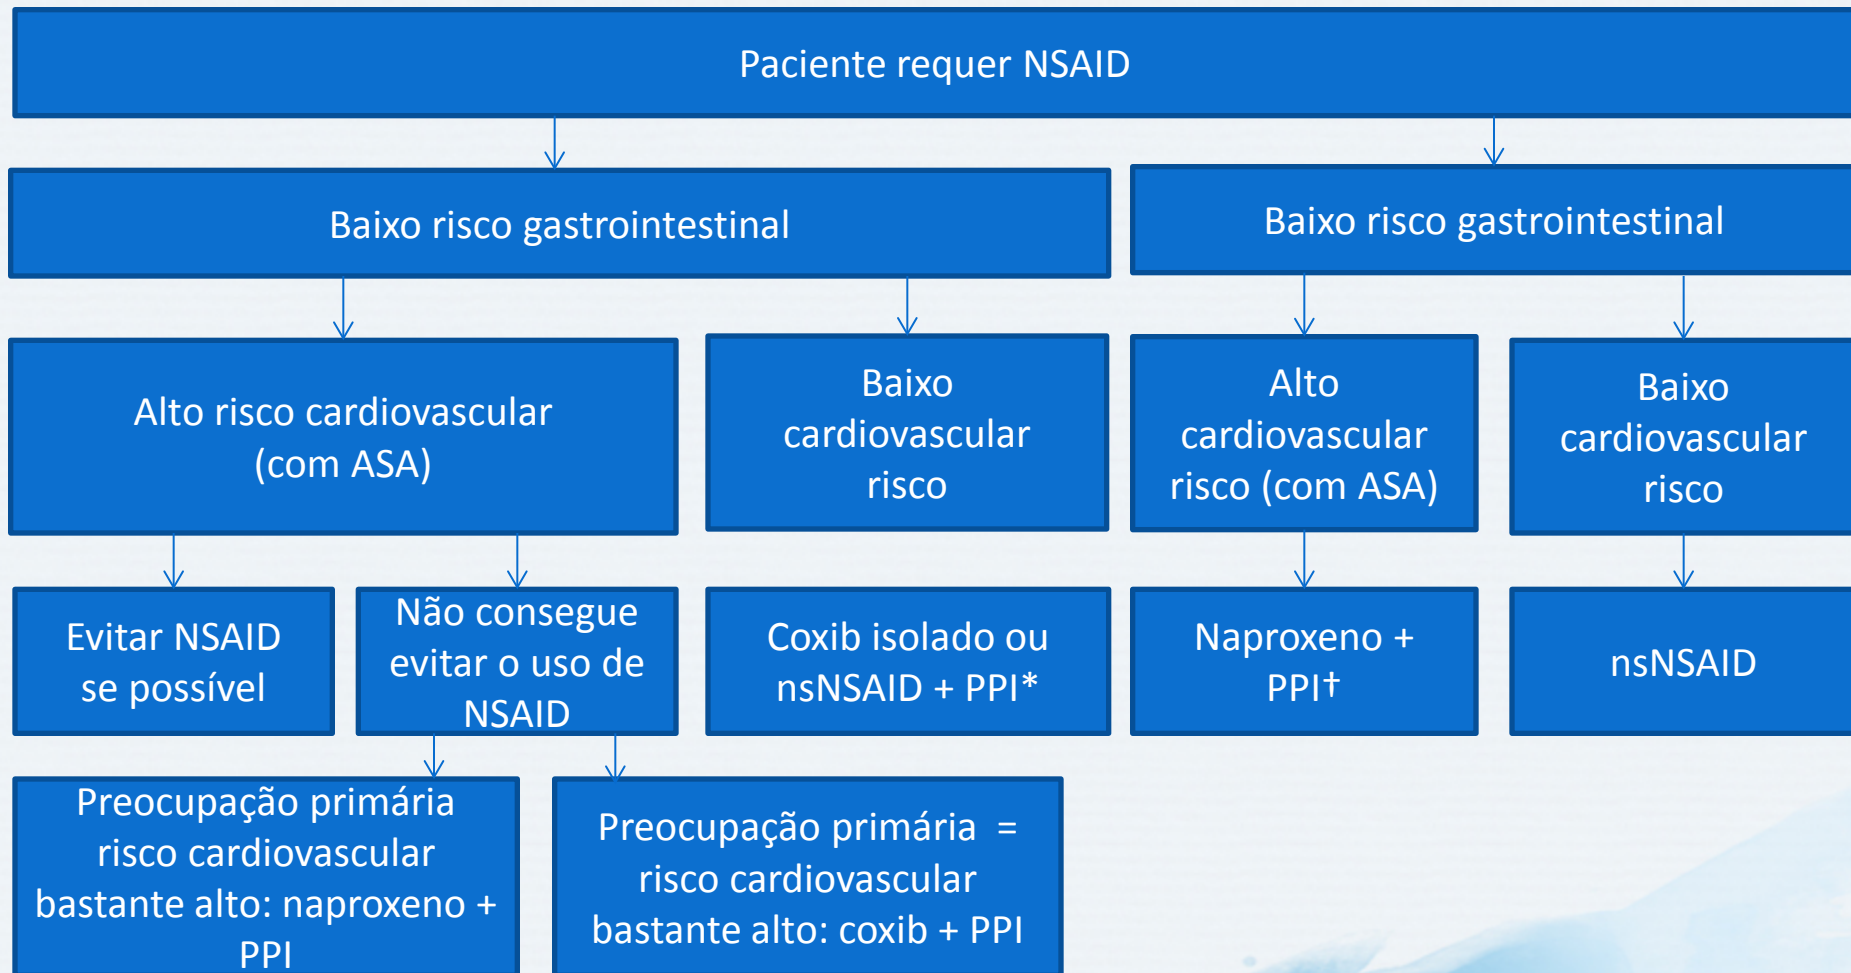 Paciente requer NSAID
Baixo risco gastrointestinal
Baixo risco gastrointestinal
Alto risco cardiovascular
(com ASA)
Baixo
cardiovascular
risco
Alto
cardiovascular
risco (com ASA)
Baixo
cardiovascular
risco
Evitar NSAID
se possível
Não consegue
evitar o uso de
NSAID
Coxib isolado ou
nsNSAID + PPI*
Naproxeno +
PPI†
nsNSAID
Preocupação primária
risco cardiovascular
bastante alto: naproxeno +
PPI
Preocupação primária =
risco cardiovascular
bastante alto: coxib + PPI